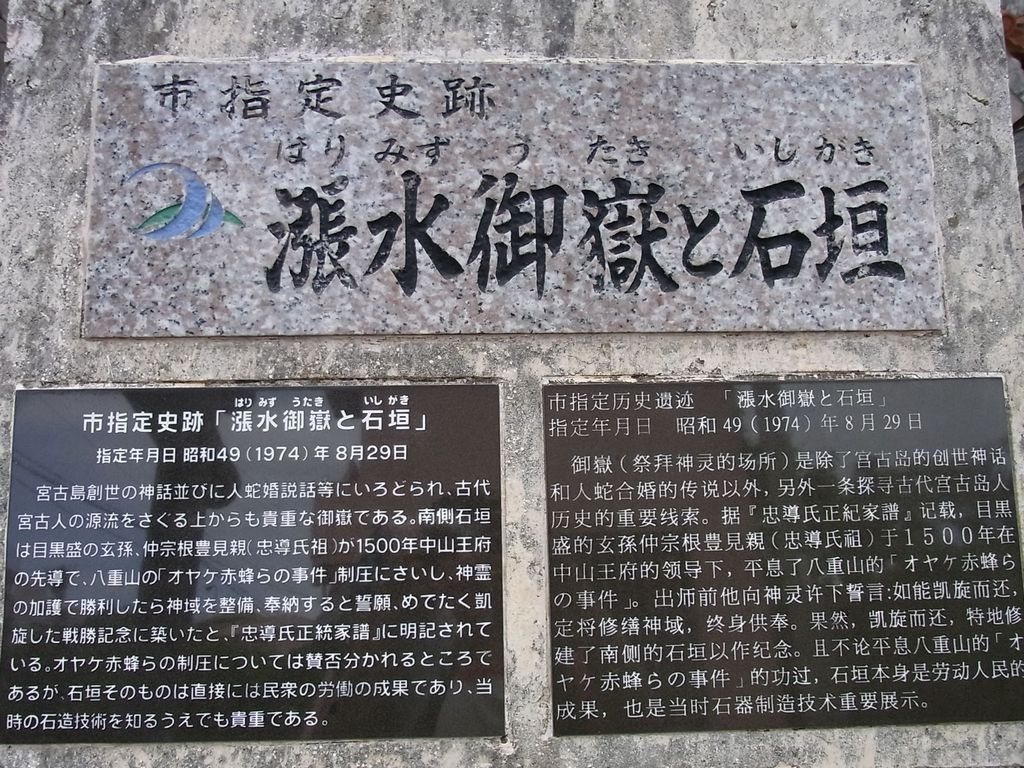 市指定史跡
はりみず うたき いしがき
漲水御嶽と石垣
はりみず うたき いしがき
市指定史跡「漲水御嶽と石垣」
指定年月日 昭和49(1974)年8月29日
宮古島創世の神話並びに人蛇婚説話等にいろどられ、古代
宮古人の源流をさぐる上からも貴重な御嶽である。南側石垣
は目黒盛の玄孫、仲宗根豊見親(忠導氏祖)が1500年中山王府
の先導で、八重山の「オヤケ赤蜂らの事件」制圧にさいし、神霊
の加護で勝利したら神域を整備、奉納すると誓願、めでたく凱
旋した戦勝記念に築いたと、『忠導氏正統家譜』に明記されて
いる。オヤケ赤蜂らの制圧については賛否分かれるところで
あるが、石垣そのものは直接には民衆の労働の成果であり、当
時の石造技術を知るうえでも貴重である。
市指定历史遗迹 「漲水御嶽と石垣」
指定年月日 昭和49(1974)年8月29日
御嶽(祭拜神灵的场所)是除了宫古岛的创世神话
和人蛇合婚的传说以外，另外一条探寻古代宫古岛人
历史的重要线索。据『忠導氏正紀家譜』记载，目黒
盛的玄孫仲宗根豊見親(忠導氏祖)于1500年在
中山王府的领导下，平息了八重山的「オヤケ赤蜂ら
の事件」。出师前他向神灵许下誓言:如能凯旋而还，
定将修缮神域，终身供奉。果然，凯旋而还，特地修
建了南侧的石垣以作纪念。且不论平息八重山的「オ
ヤケ赤蜂らの事件」的功过，石垣本身是劳动人民的
成果，也是当时石器制造技术重要展示。